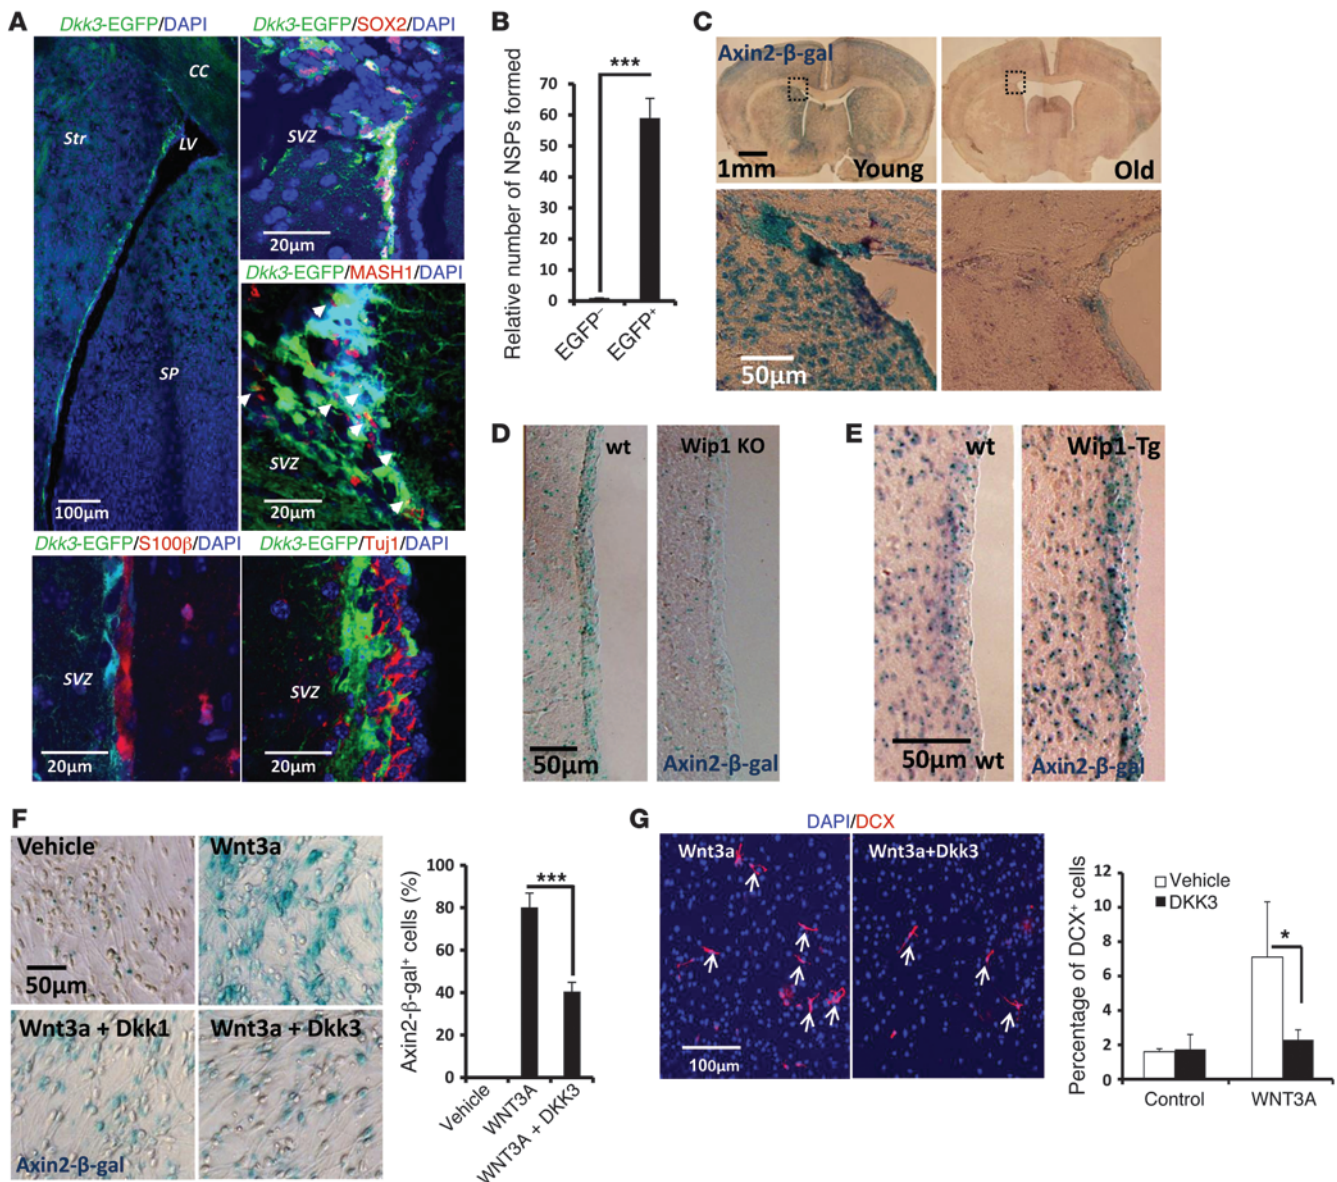 A
Dkk3-EGFP/DAPI
CC
Str
LV
SP
100µm
Dkk3-EGFP/SOX2/DAPI
SVZ
20µm
Dkk3-EGFP/MASH1/DAPI
SVZ
20µm
Dkk3-EGFP/S100β/DAPI
SVZ
20µm
Dkk3-EGFP/Tuj1/DAPI
SVZ
20µm
B
Relative number of NSPs formed
70
60
50
40
30
20
10
0
***
EGFP-
EGFP+
C
Axin2-β-gal
1mm
Young
Old
50µm
D
wt
Wip1 KO
50µm
Axin2-β-gal
E
wt
Wip1-Tg
50µm
wt
Axin2-β-gal
F
Vehicle
Wnt3a
50µm
Wnt3a + Dkk1
Wnt3a + Dkk3
Axin2-β-gal
Axin2-β-gal+ cells (%)
100
80
60
40
20
0
***
Vehicle
WNT3A
WNT3A + DKK3
G
DAPI/DCX
Wnt3a
Wnt3a+Dkk3
100µm
Percentage of DCX+ cells
12
10
8
6
4
2
0
Vehicle
DKK3
*
Control
WNT3A